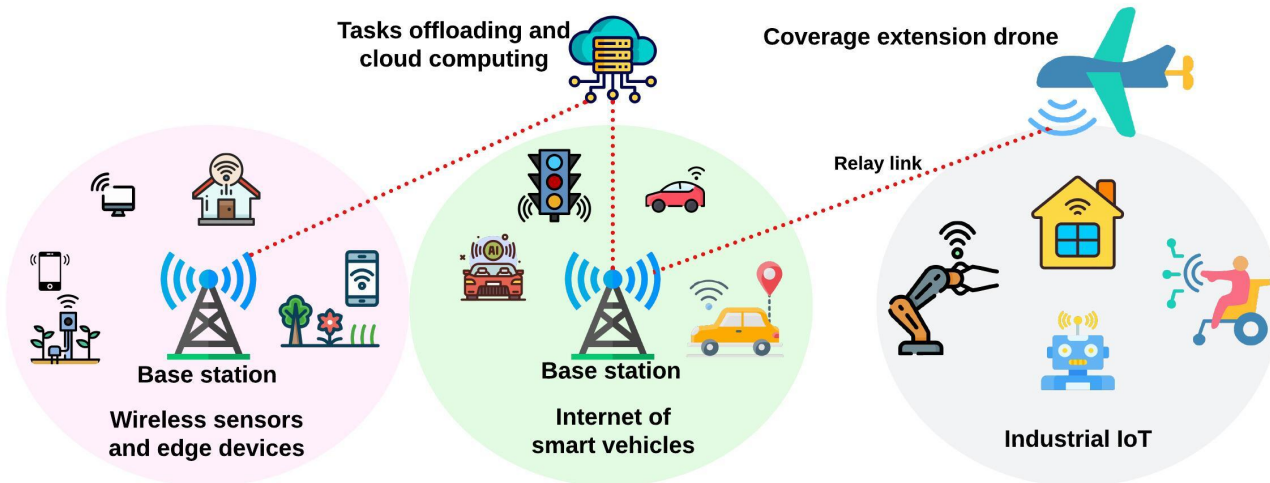 Tasks offloading and
cloud computing
Coverage extension drone
Relay link
AI
Base station
Wireless sensors
and edge devices
Base station
Internet of
smart vehicles
Industrial IoT